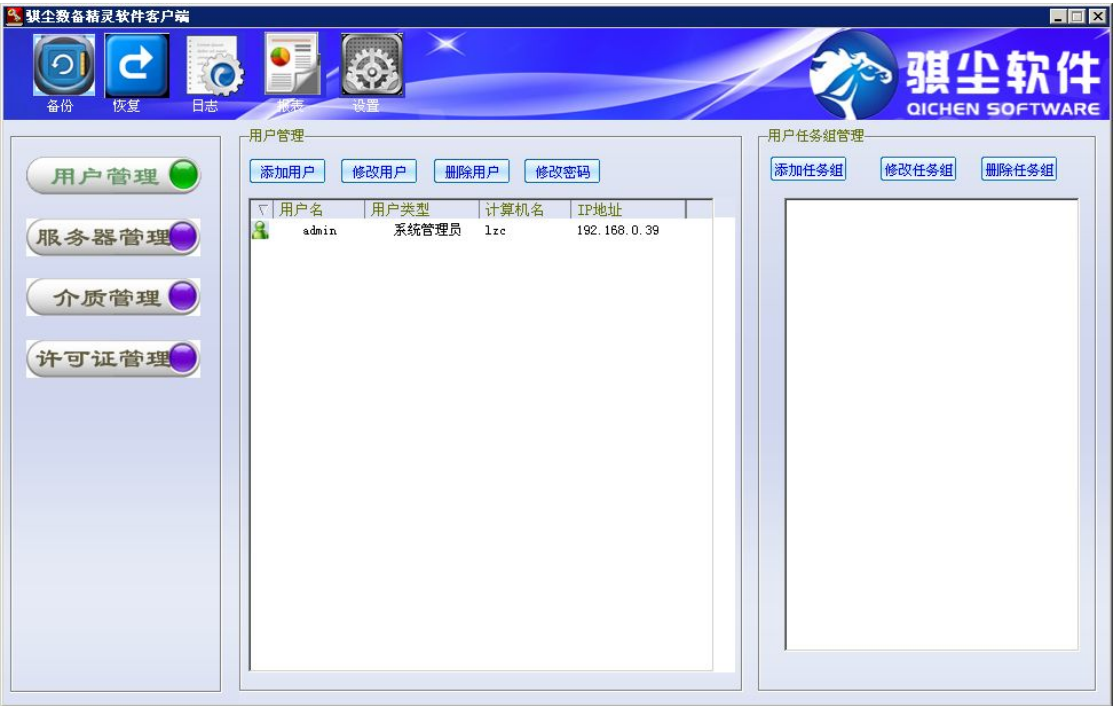 骐尘数备精灵软件客户端
备份 恢复 日志 报表 设置
骐尘软件
QICHEN SOFTWARE
用户管理
服务器管理
介质管理
许可证管理
用户管理
添加用户 修改用户 删除用户 修改密码
用户名 用户类型 计算机名 IP地址
admin 系统管理员 lzc 192.168.0.39
用户任务组管理
添加任务组 修改任务组 删除任务组